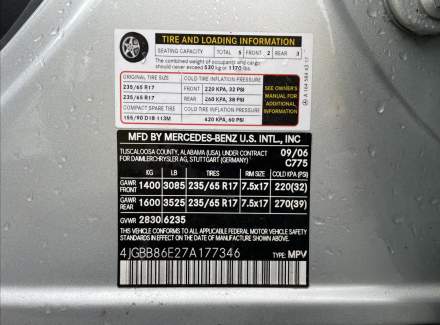 TIRE AND LOADING INFORMATION
SEATING CAPACITY TOTAL 5 FRONT 2 REAR 3
The combined weight of occupants and cargo
should never exceed 530 kg or 1170 lbs.
ORIGINAL TIRE SIZE COLD TIRE INFLATION PRESSURE
235/65 R17 FRONT 220 KPA, 32 PSI
235/65 R17 REAR 260 KPA, 38 PSI
COMPACT SPARE TIRE COLD TIRE INFLATION PRESSURE
155/90 D18 113M 420 KPA, 60 PSI
SEE OWNER'S
MANUAL FOR
ADDITIONAL
INFORMATION
MFD BY MERCEDES-BENZ U.S. INTL., INC
TUSCALOOSA COUNTY, ALABAMA (USA) UNDER CONTRACT
FOR DAIMLERCHRYSLER AG, STUTTGART (GERMANY)
09/06
C775
KG LB TIRES RIMS COLD KPA (PSI)
GAWR FRONT 1400 3085 235/65 R17 7.5x17 220(32)
GAWR REAR 1600 3525 235/65 R17 7.5x17 270(39)
GVWR 2830 6235
THIS VEHICLE CONFORMS TO ALL APPLICABLE FEDERAL MOTOR
VEHICLE SAFETY AND THEFT PREVENTION STANDARDS IN EFFECT
ON THE DATE OF MANUFACTURE SHOWN ABOVE.
4JGBB86E27A177346 TYPE: MPV